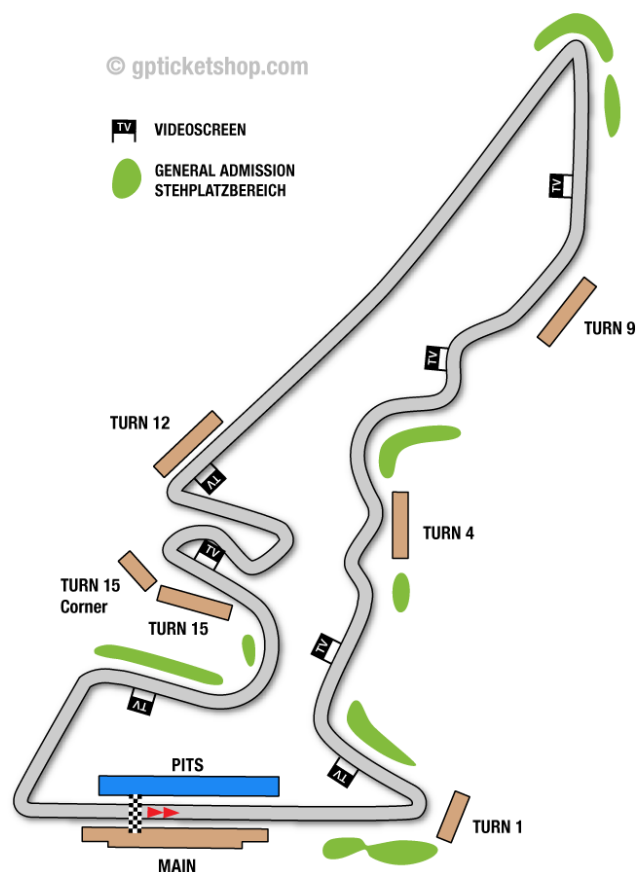 © gpticketshop.com
TV VIDEOSCREEN
GENERAL ADMISSION
STEHPLATZBEREICH
TV
TURN 9
TV
TURN 12
TV
TURN 4
TV
TURN 15
Corner
TURN 15
TV
TV
TV
PITS
TURN 1
MAIN